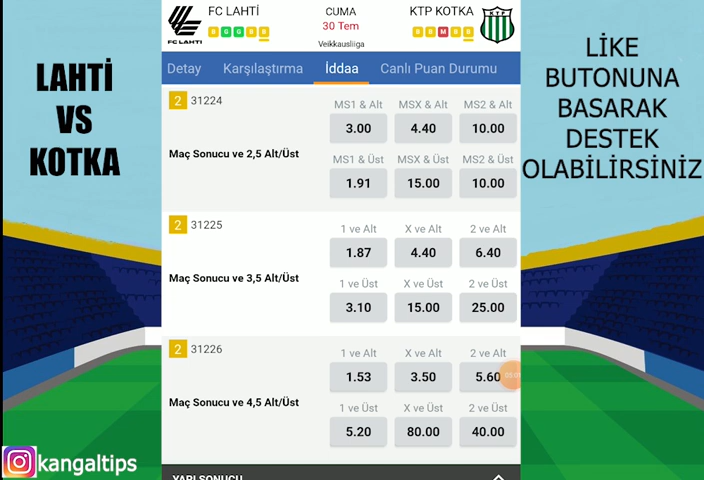 LAHTİ
VS
KOTKA
FC LAHTI
FC LAHTİ
B G G B B
CUMA
30 Tem
Veikkausliiga
KTP KOTKA
B B M B B
KTP
Detay Karşılaştırma İddaa Canlı Puan Durumu
2 31224
Maç Sonucu ve 2,5 Alt/Üst
MS1 & Alt MSX & Alt MS2 & Alt
3.00 4.40 10.00
MS1 & Üst MSX & Üst MS2 & Üst
1.91 15.00 10.00
2 31225
Maç Sonucu ve 3,5 Alt/Üst
1 ve Alt X ve Alt 2 ve Alt
1.87 4.40 6.40
1 ve Üst X ve Üst 2 ve Üst
3.10 15.00 25.00
2 31226
Maç Sonucu ve 4,5 Alt/Üst
1 ve Alt X ve Alt 2 ve Alt
1.53 3.50 5.60
1 ve Üst X ve Üst 2 ve Üst
5.20 80.00 40.00
YARI SONUCU
LİKE
BUTONUNA
BASARAK
DESTEK
OLABİLİRSİNİZ
kangaltips